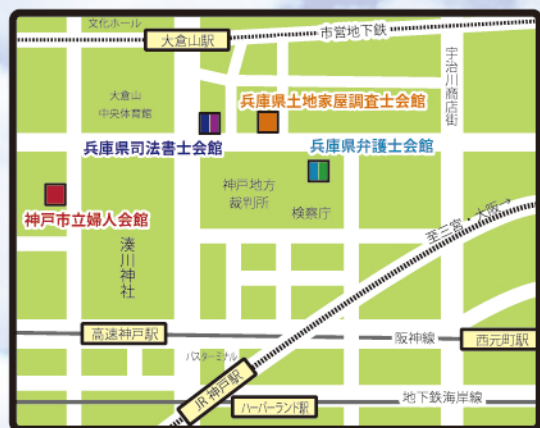 文化ホール
大倉山駅
市営地下鉄
宇治川商店街
大倉山
中央体育館
兵庫県土地家屋調査士会館
兵庫県司法書士会館
兵庫県弁護士会館
神戸地方
裁判所
検察庁
神戸市立婦人会館
湊川神社
至三宮・大阪→
高速神戸駅
バスターミナル
阪神線
西元町駅
JR神戸駅
ハーバーランド駅
地下鉄海岸線